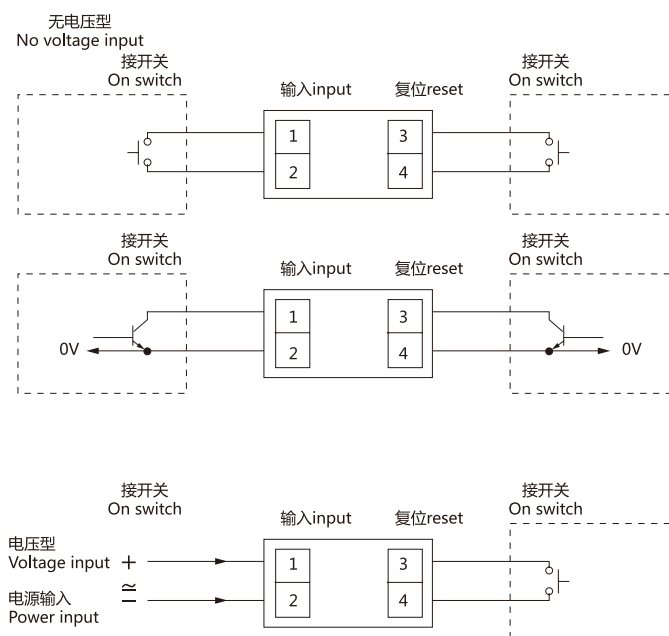 无电压型
No voltage input
接开关
On switch
输入input
复位reset
接开关
On switch
1
3
2
4
接开关
On switch
输入input
复位reset
接开关
On switch
1
3
0V
2
4
0V
接开关
On switch
输入input
复位reset
接开关
On switch
电压型
Voltage input +
1
3
电源输入
Power input
≃
–
2
4